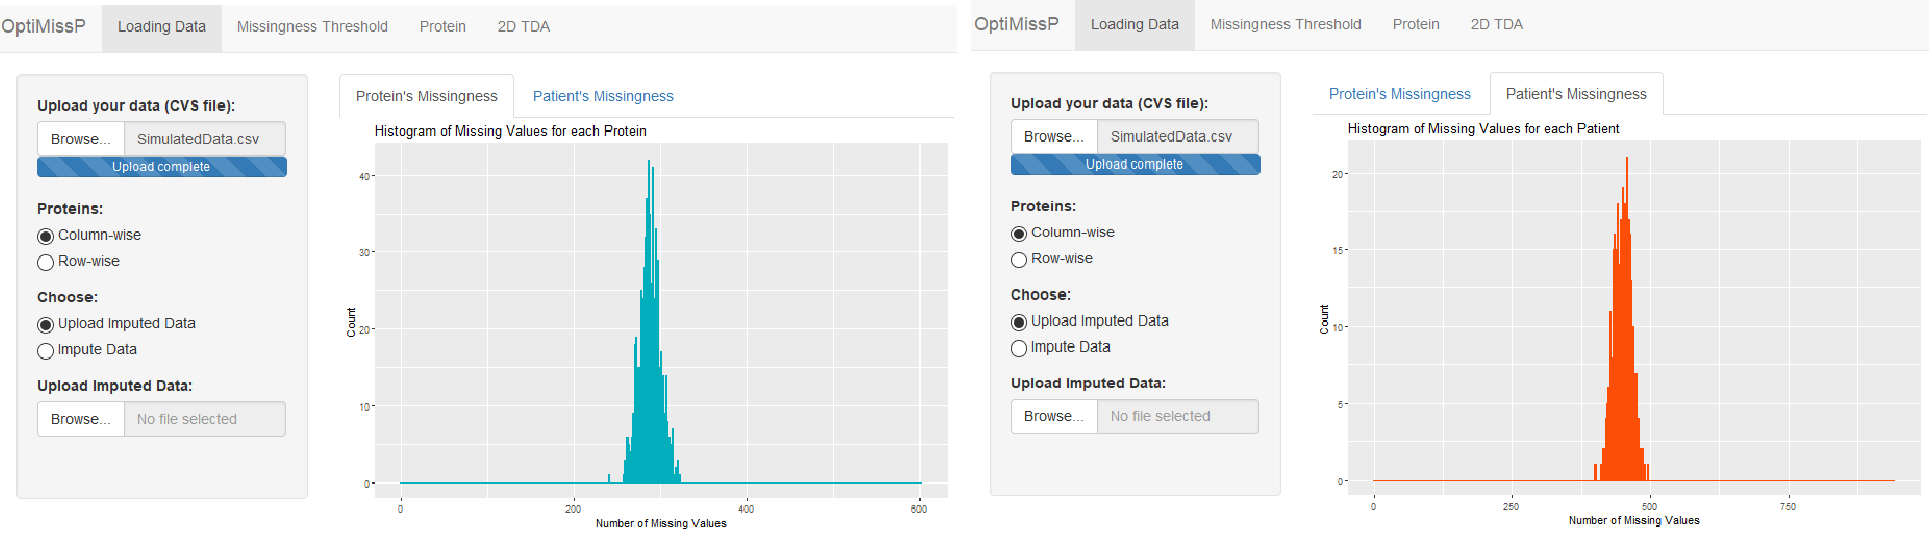 OptiMissP Loading Data Missingness Threshold Protein 2D TDA
Upload your data (CVS file):
Browse... SimulatedData.csv
Upload complete
Proteins:
Column-wise
Row-wise
Choose:
Upload Imputed Data
Impute Data
Upload Imputed Data:
Browse... No file selected
Protein's Missingness Patient's Missingness
Histogram of Missing Values for each Protein
40
30
20
10
0
Count
0 200 400 600
Number of Missing Values
OptiMissP Loading Data Missingness Threshold Protein 2D TDA
Upload your data (CVS file):
Browse... SimulatedData.csv
Upload complete
Proteins:
Column-wise
Row-wise
Choose:
Upload Imputed Data
Impute Data
Upload Imputed Data:
Browse... No file selected
Protein's Missingness Patient's Missingness
Histogram of Missing Values for each Patient
20
15
10
5
0
Count
0 250 500 750
Number of Missing Values